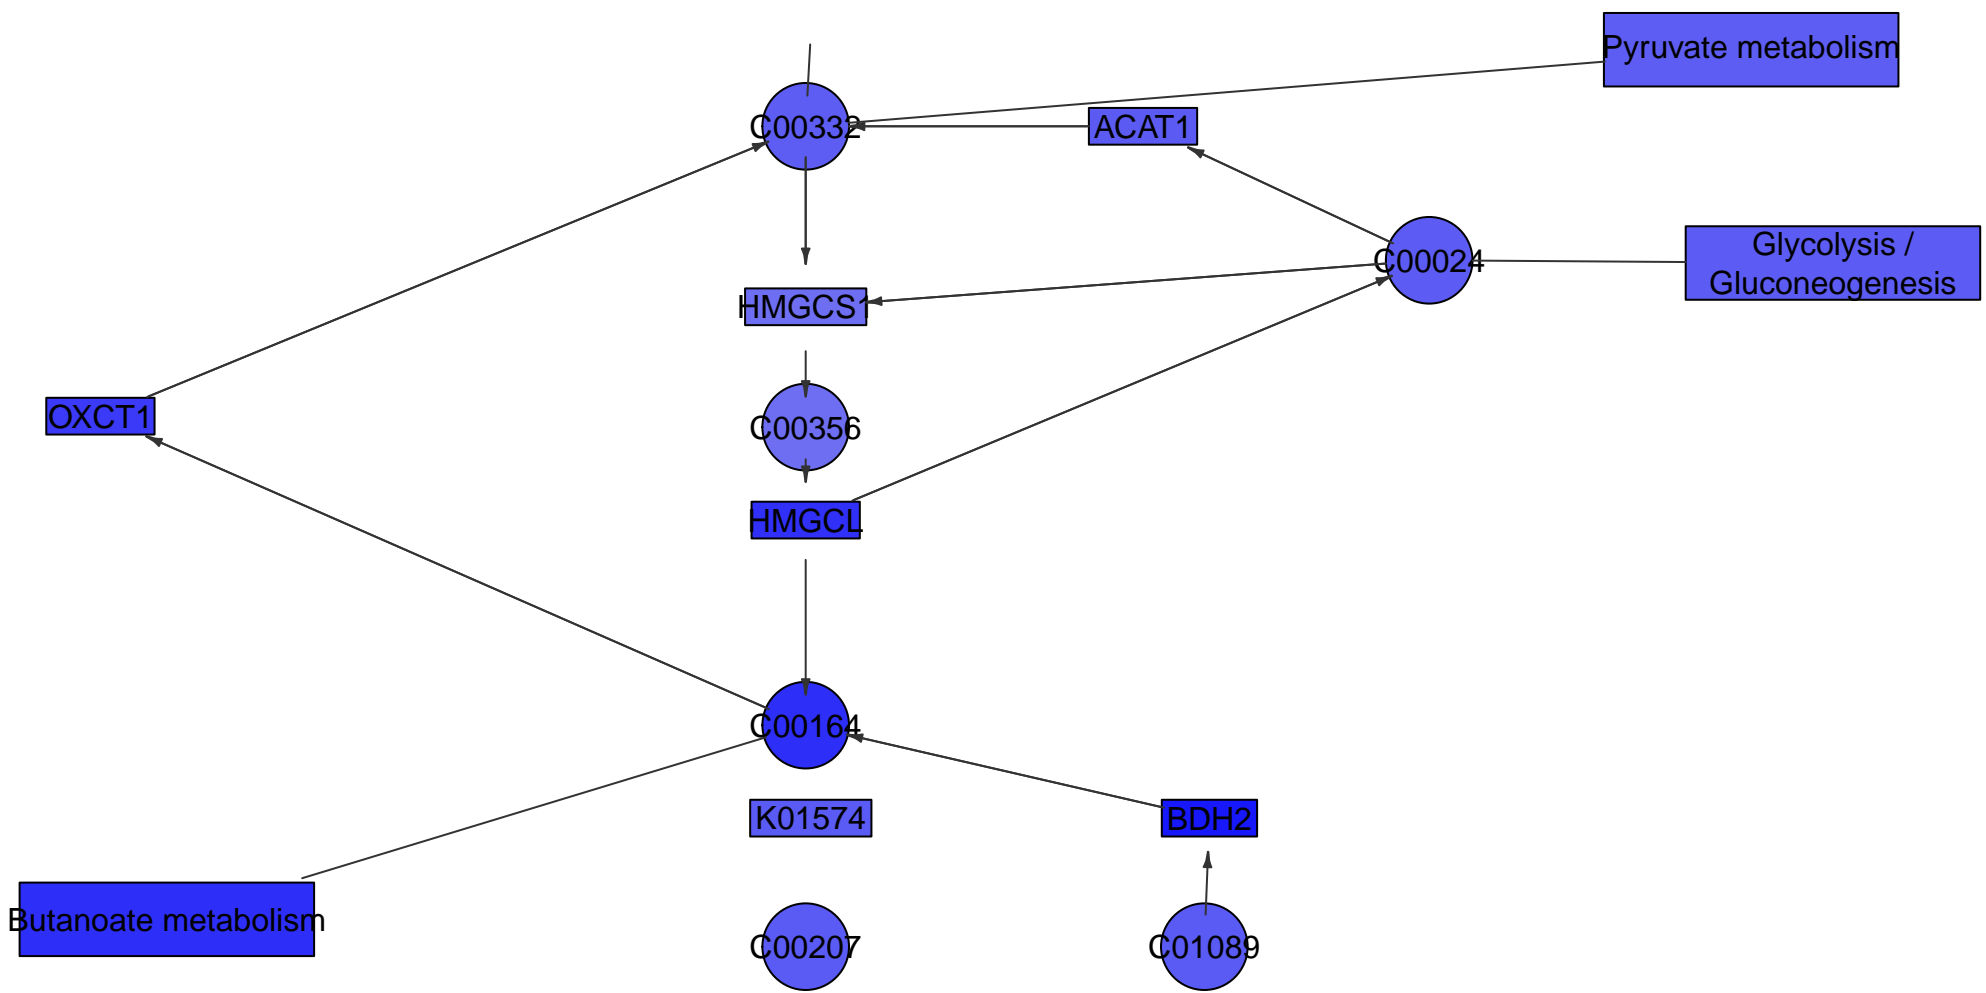 Pyruvate metabolism
C00332
ACAT1
Glycolysis /
Gluconeogenesis
C00024
HMGCS1
OXCT1
C00356
HMGCL
C00164
K01574
BDH2
Butanoate metabolism
C00207
C01089